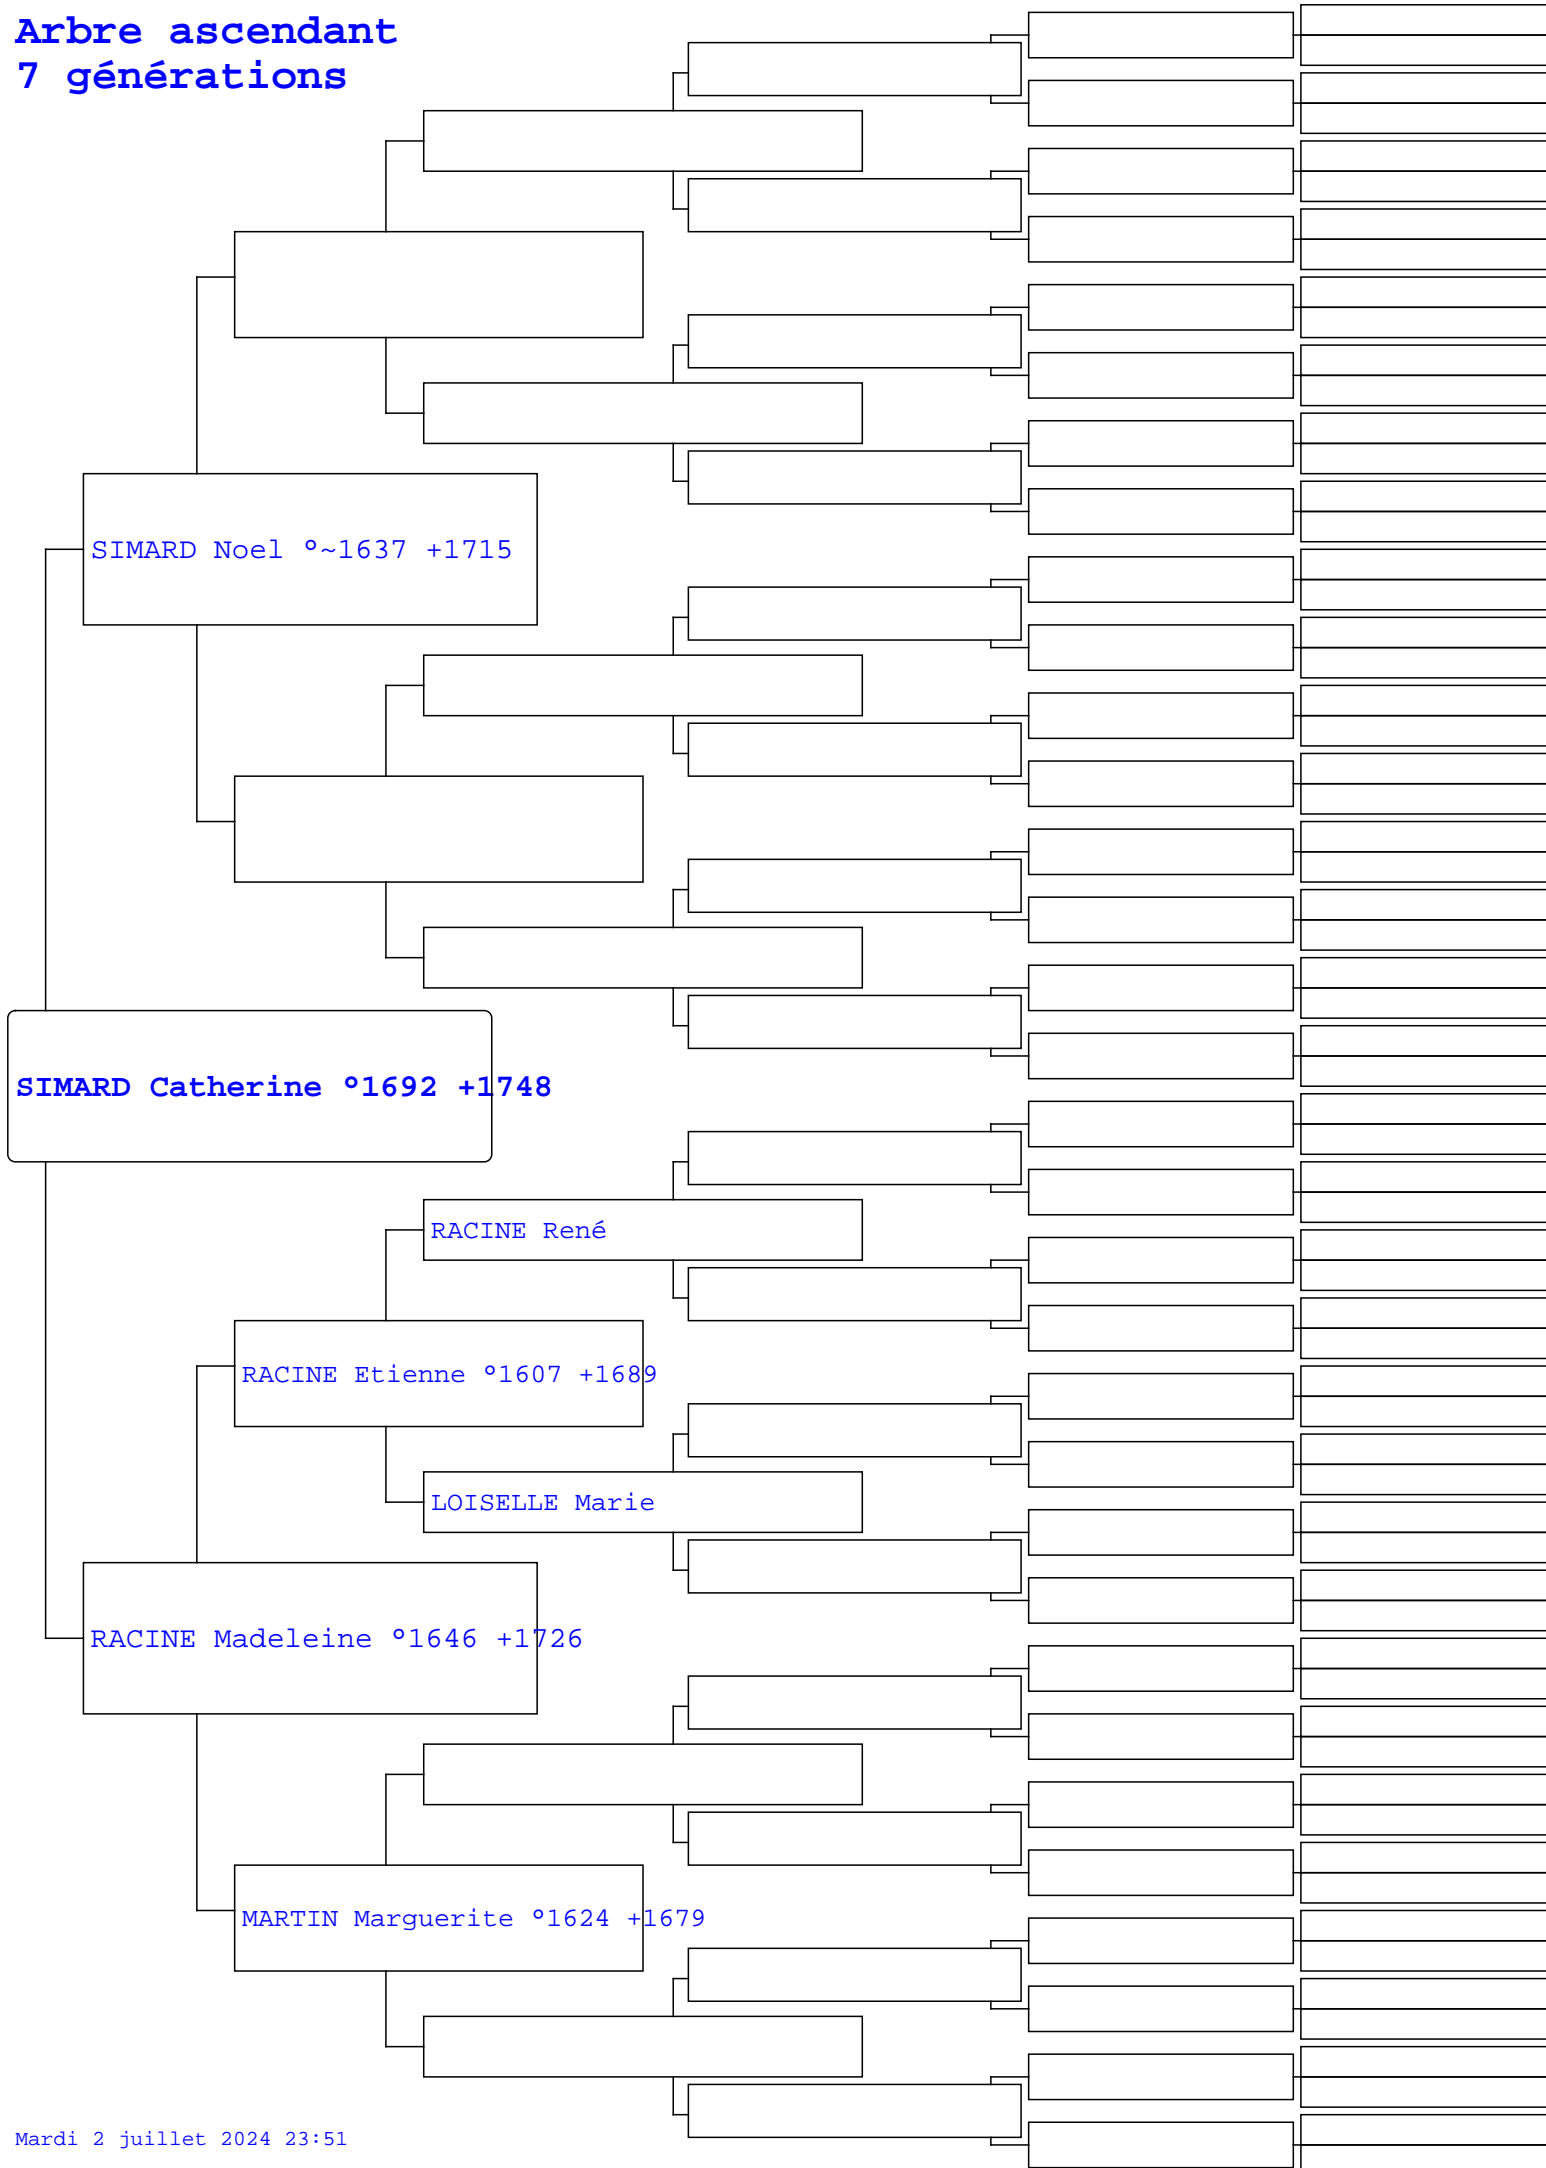 Arbre ascendant
7 générations
SIMARD Noel °~1637 +1715
SIMARD Catherine °1692 +1748
RACINE René
RACINE Etienne °1607 +1689
LOISELLE Marie
RACINE Madeleine °1646 +1726
MARTIN Marguerite °1624 +1679
Mardi 2 juillet 2024 23:51